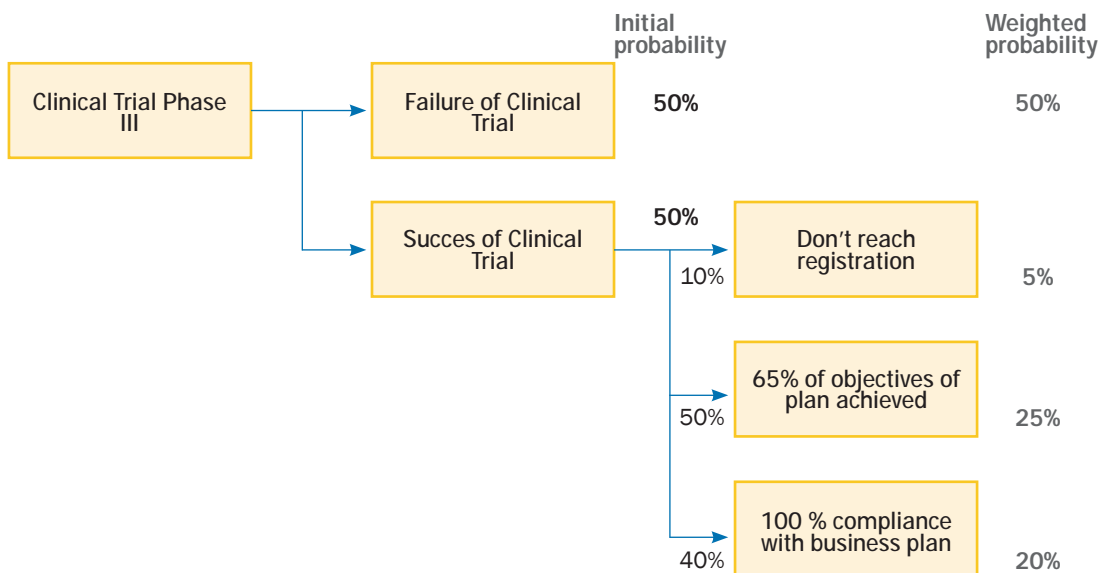 Initial
probability
Weighted
probability
Clinical Trial Phase
III
Failure of Clinical
Trial
50%
50%
Succes of Clinical
Trial
50%
10%
Don't reach
registration
5%
65% of objectives of
plan achieved
50%
25%
100 % compliance
with business plan
40%
20%